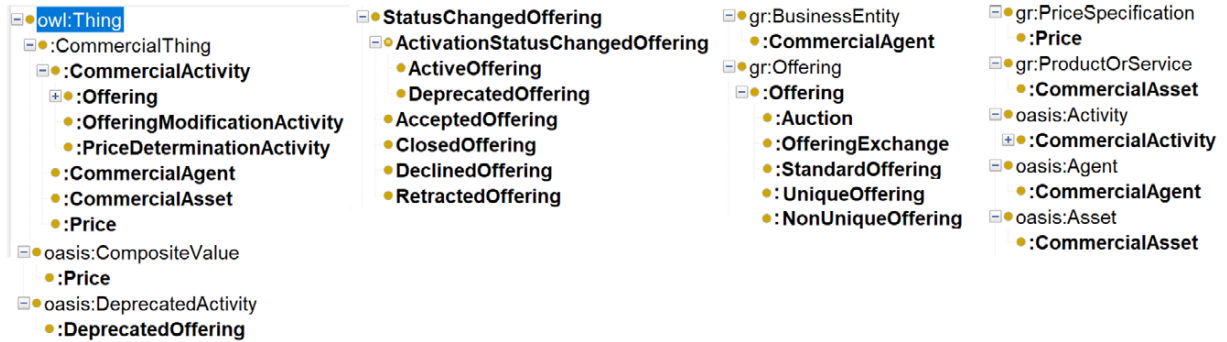 owl:Thing
:CommercialThing
:CommercialActivity
:Offering
:OfferingModificationActivity
:PriceDeterminationActivity
:CommercialAgent
:CommercialAsset
:Price
oasis:CompositeValue
:Price
oasis:DeprecatedActivity
:DeprecatedOffering
StatusChangedOffering
ActivationStatusChangedOffering
ActiveOffering
DeprecatedOffering
AcceptedOffering
ClosedOffering
DeclinedOffering
RetractedOffering
gr:BusinessEntity
:CommercialAgent
gr:Offering
:Offering
:Auction
:OfferingExchange
:StandardOffering
:UniqueOffering
:NonUniqueOffering
gr:PriceSpecification
:Price
gr:ProductOrService
:CommercialAsset
oasis:Activity
:CommercialActivity
oasis:Agent
:CommercialAgent
oasis:Asset
:CommercialAsset